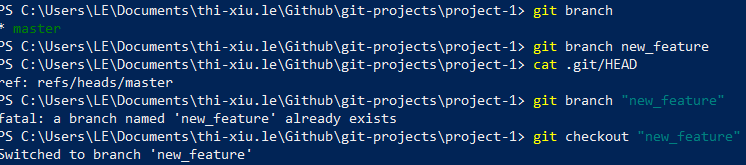 PS C:\Users\LE\Documents\thi-xiu.le\Github\git-projects\project-1> git branch
* master
PS C:\Users\LE\Documents\thi-xiu.le\Github\git-projects\project-1> git branch new_feature
PS C:\Users\LE\Documents\thi-xiu.le\Github\git-projects\project-1> cat .git/HEAD
ref: refs/heads/master
PS C:\Users\LE\Documents\thi-xiu.le\Github\git-projects\project-1> git branch "new_feature"
fatal: a branch named 'new_feature' already exists
PS C:\Users\LE\Documents\thi-xiu.le\Github\git-projects\project-1> git checkout "new_feature"
Switched to branch 'new_feature'